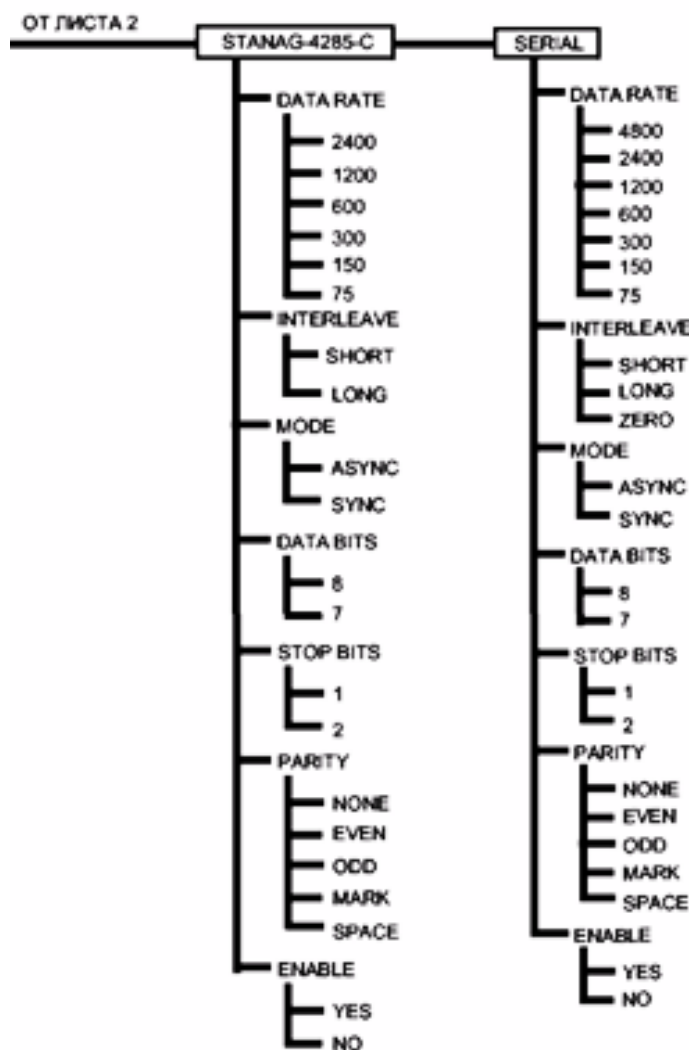 ОТ ЛИСТА 2
STANAG-4285-C
DATA RATE
2400
1200
600
300
150
75
INTERLEAVE
SHORT
LONG
MODE
ASYNC
SYNC
DATA BITS
8
7
STOP BITS
1
2
PARITY
NONE
EVEN
ODD
MARK
SPACE
ENABLE
YES
NO
SERIAL
DATA RATE
4800
2400
1200
600
300
150
75
INTERLEAVE
SHORT
LONG
ZERO
MODE
ASYNC
SYNC
DATA BITS
8
7
STOP BITS
1
2
PARITY
NONE
EVEN
ODD
MARK
SPACE
ENABLE
YES
NO